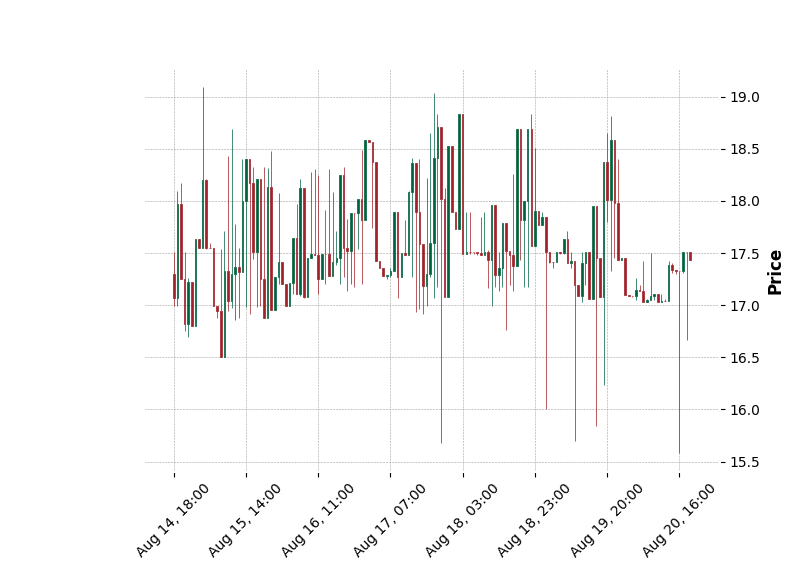 19.0
18.5
18.0
17.5
17.0
16.5
16.0
15.5
Price
Aug 14, 18:00
Aug 15, 14:00
Aug 16, 11:00
Aug 17, 07:00
Aug 18, 03:00
Aug 18, 23:00
Aug 19, 20:00
Aug 20, 16:00